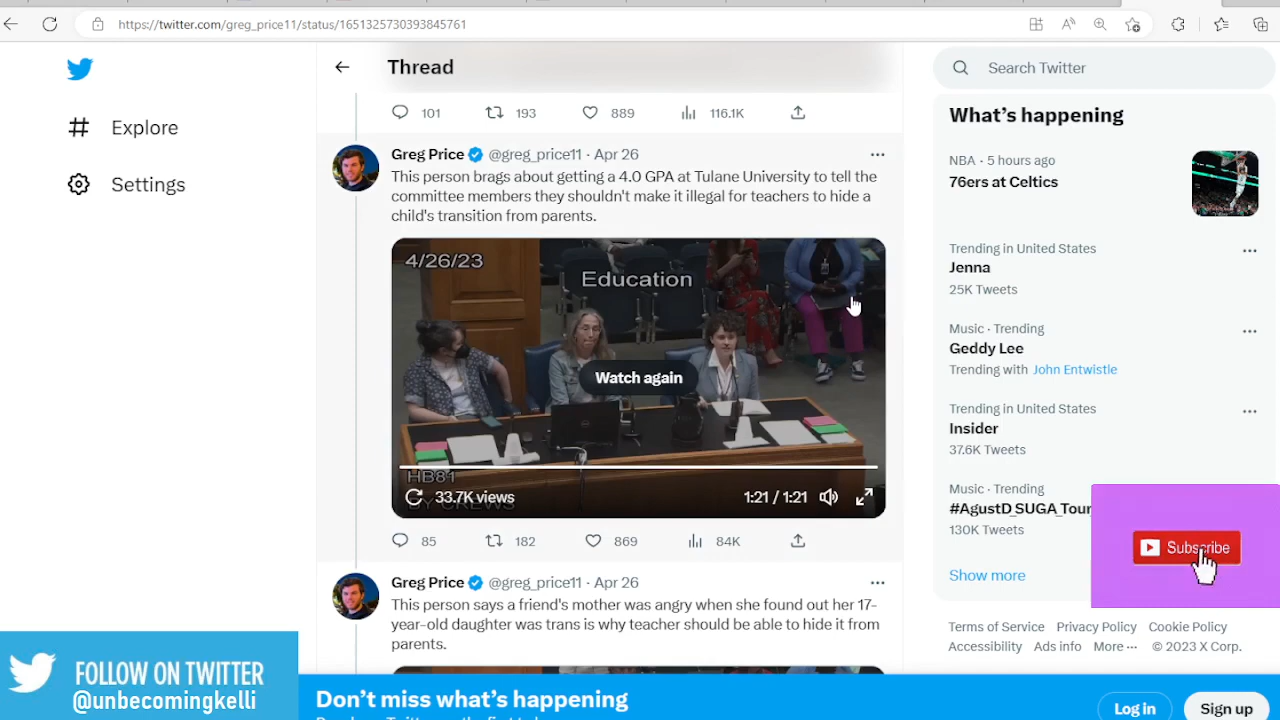 https://twitter.com/greg_price11/status/1651325730393845761
Thread
Search Twitter
Explore
Settings
101 193 889 116.1K
Greg Price @greg_price11 · Apr 26
This person brags about getting a 4.0 GPA at Tulane University to tell the
committee members they shouldn't make it illegal for teachers to hide a
child's transition from parents.
4/26/23
Education
Watch again
HB81
BY CREWS
33.7K views
1:21 / 1:21
85 182 869 84K
Greg Price @greg_price11 · Apr 26
This person says a friend's mother was angry when she found out her 17-
year-old daughter was trans is why teacher should be able to hide it from
parents.
What's happening
NBA · 5 hours ago
76ers at Celtics
Trending in United States
Jenna
25K Tweets
Music · Trending
Geddy Lee
Trending with John Entwistle
Trending in United States
Insider
37.6K Tweets
Music · Trending
#AgustD_SUGA_Tour
130K Tweets
Show more
Subscribe
Terms of Service Privacy Policy Cookie Policy
Accessibility Ads info More ··· © 2023 X Corp.
FOLLOW ON TWITTER
@unbecomingkelli
Don't miss what's happening
Log in
Sign up